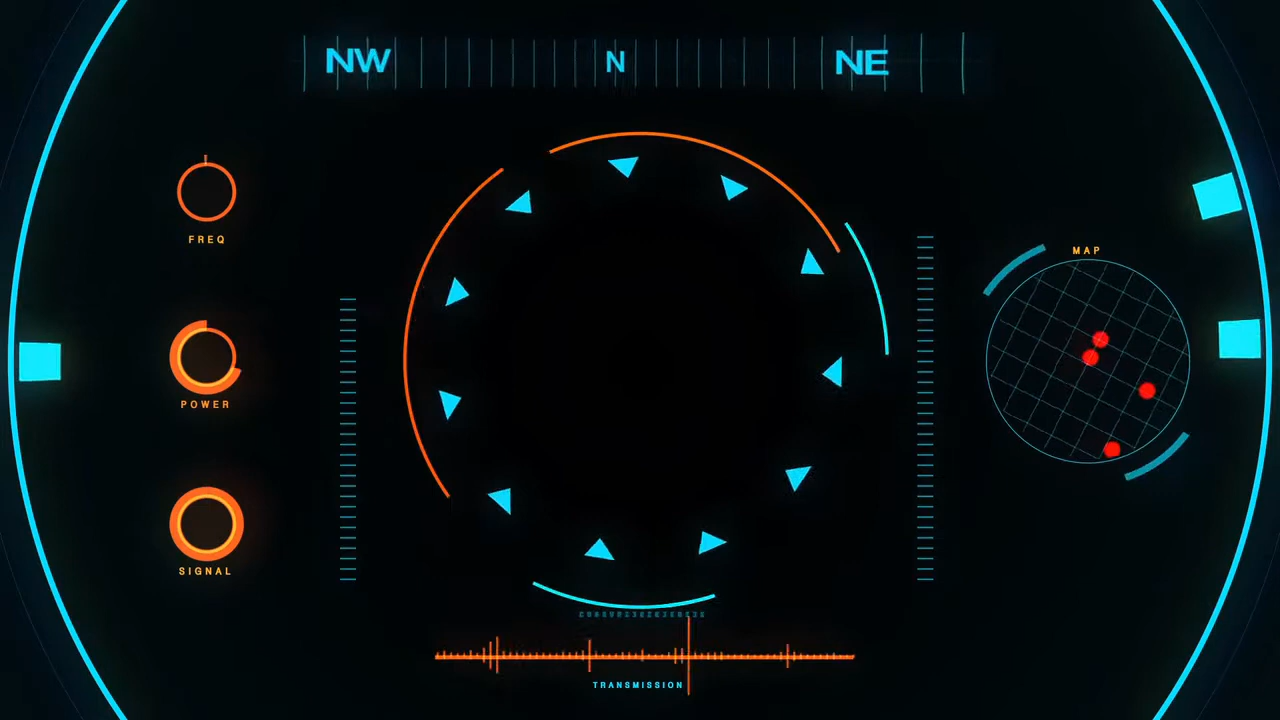 NW N NE
FREQ
MAP
POWER
SIGNAL
TRANSMISSION